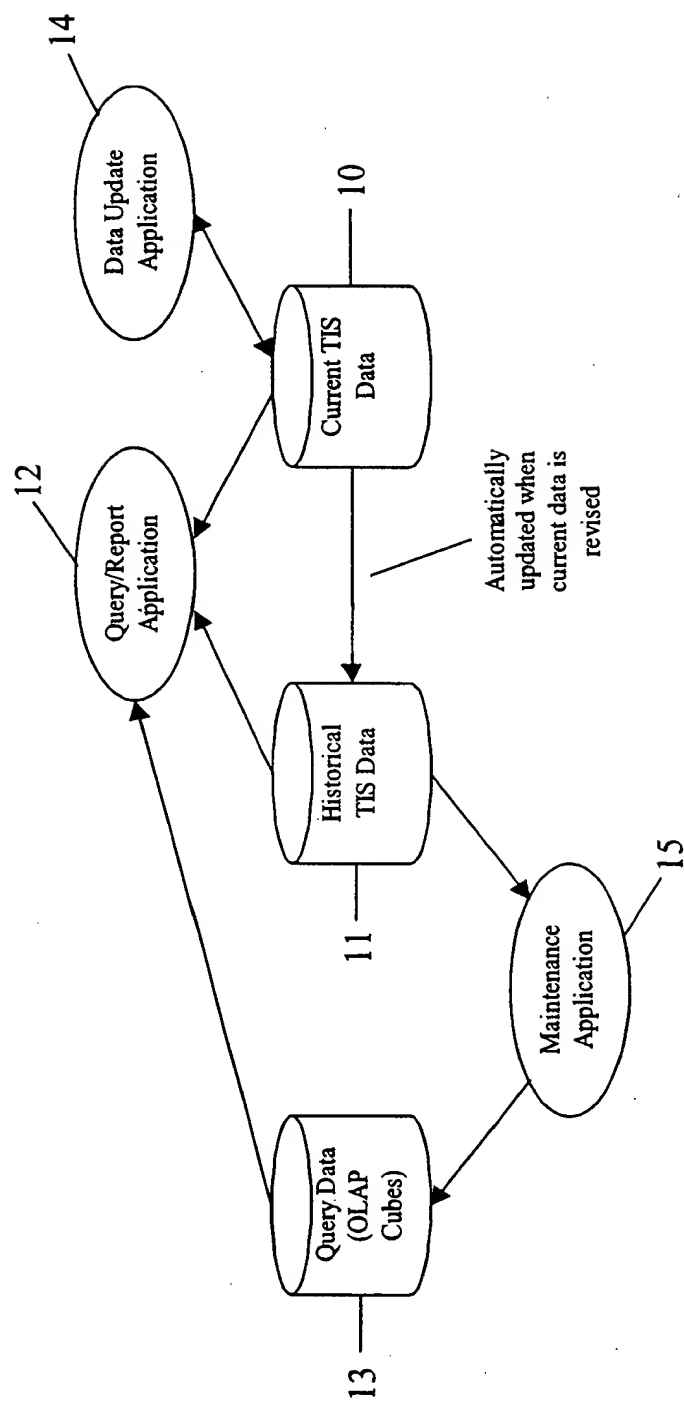 14
Data Update
Application
12
Query/Report
Application
10
Current TIS
Data
Automatically
updated when
current data is
revised
Historical
TIS Data
11
Maintenance
Application
15
Query Data
(OLAP
Cubes)
13